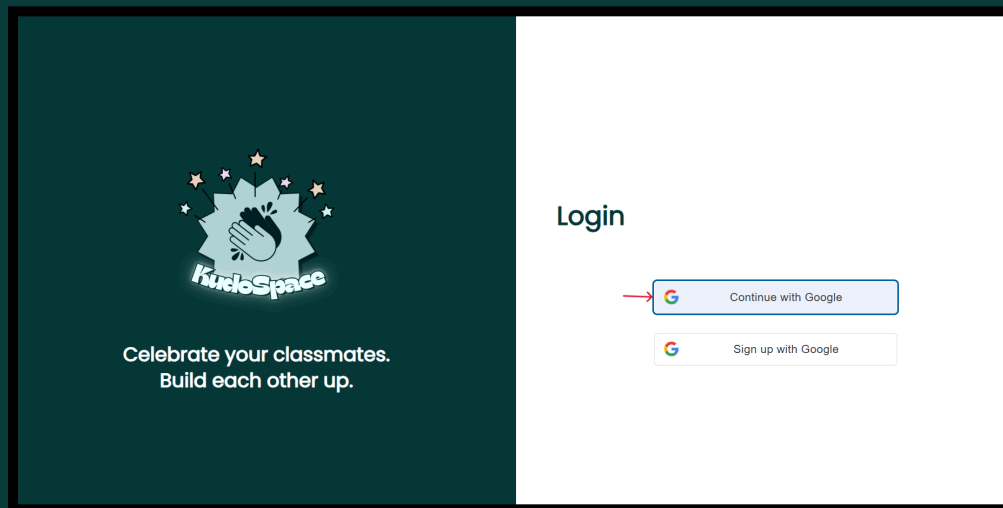 KudoSpace
Celebrate your classmates.
Build each other up.
Login
Continue with Google
Sign up with Google